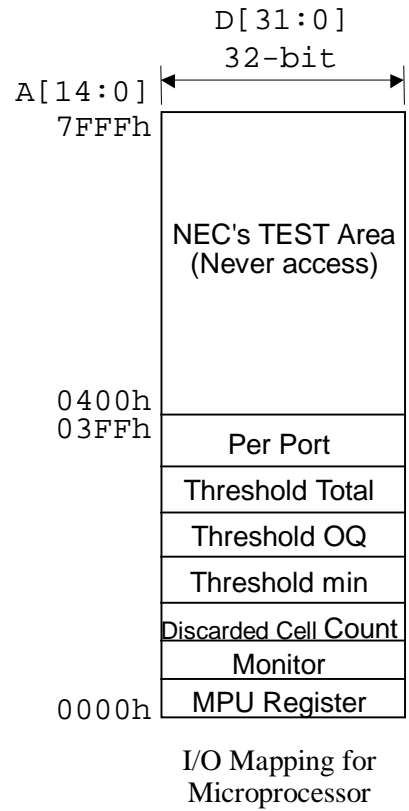 D[31:0]
32-bit
A[14:0]
7FFFh
NEC's TEST Area
(Never access)
0400h
03FFh
Per Port
Threshold Total
Threshold OQ
Threshold min
Discarded Cell Count
Monitor
MPU Register
0000h
I/O Mapping for
Microprocessor